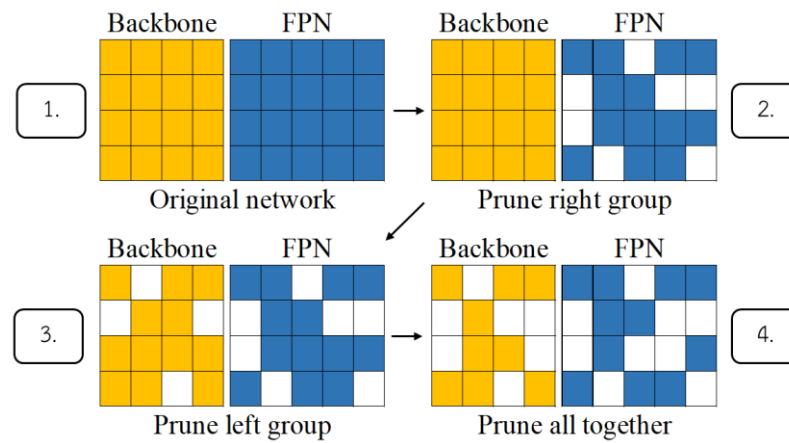 Backbone FPN Backbone FPN
1. 2.
Original network Prune right group
Backbone FPN Backbone FPN
3. 4.
Prune left group Prune all together